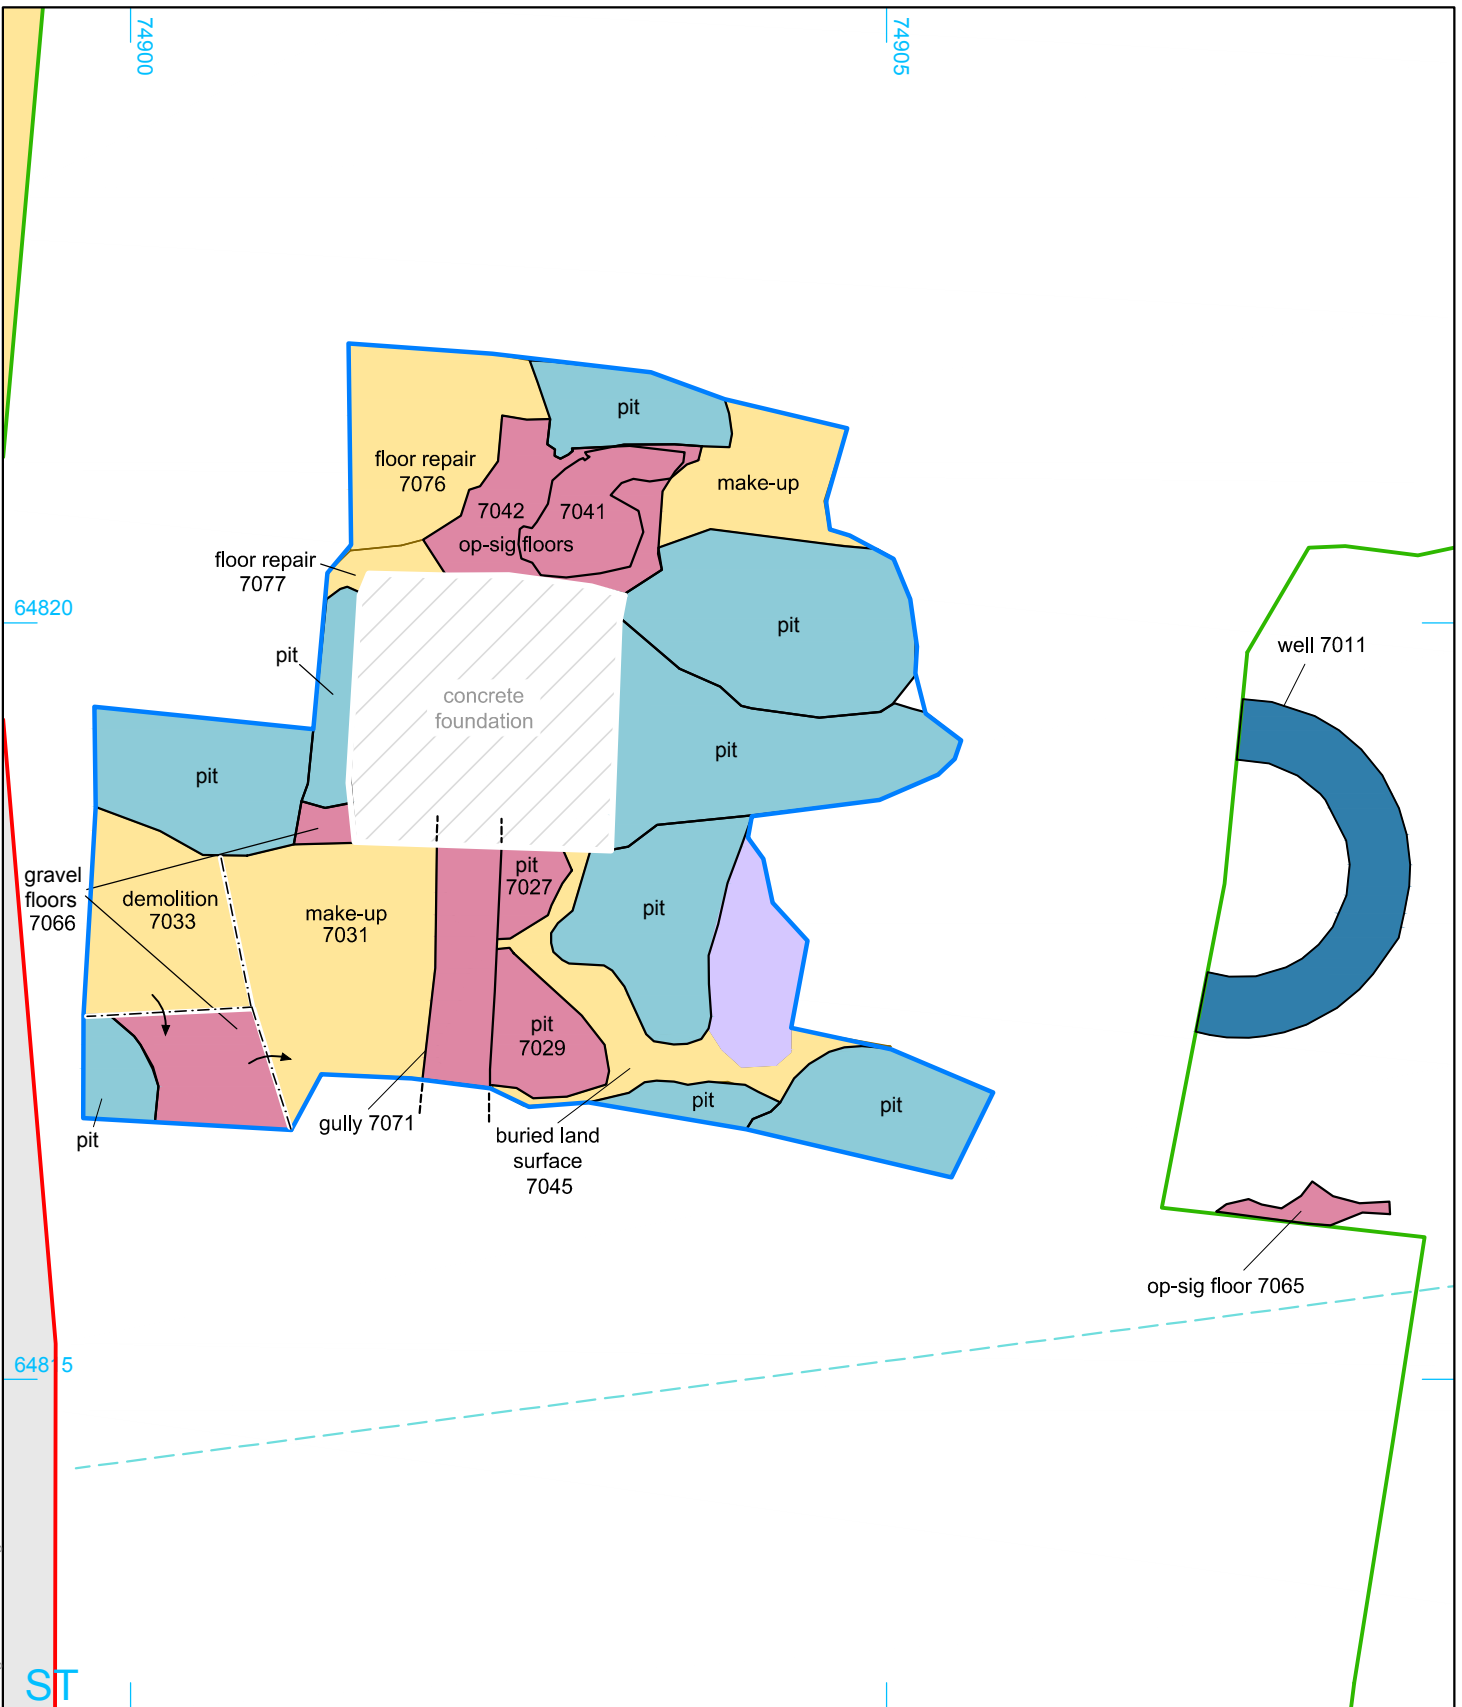 74900
74905
pit
floor repair
7076
make-up
7042
7041
op-sig floors
floor repair
7077
64820
pit
well 7011
pit
concrete
foundation
pit
pit
gravel
floors
7066
demolition
7033
make-up
7031
pit
7027
pit
pit
7029
pit
pit
pit
gully 7071
buried land
surface
7045
op-sig floor 7065
64815
ST